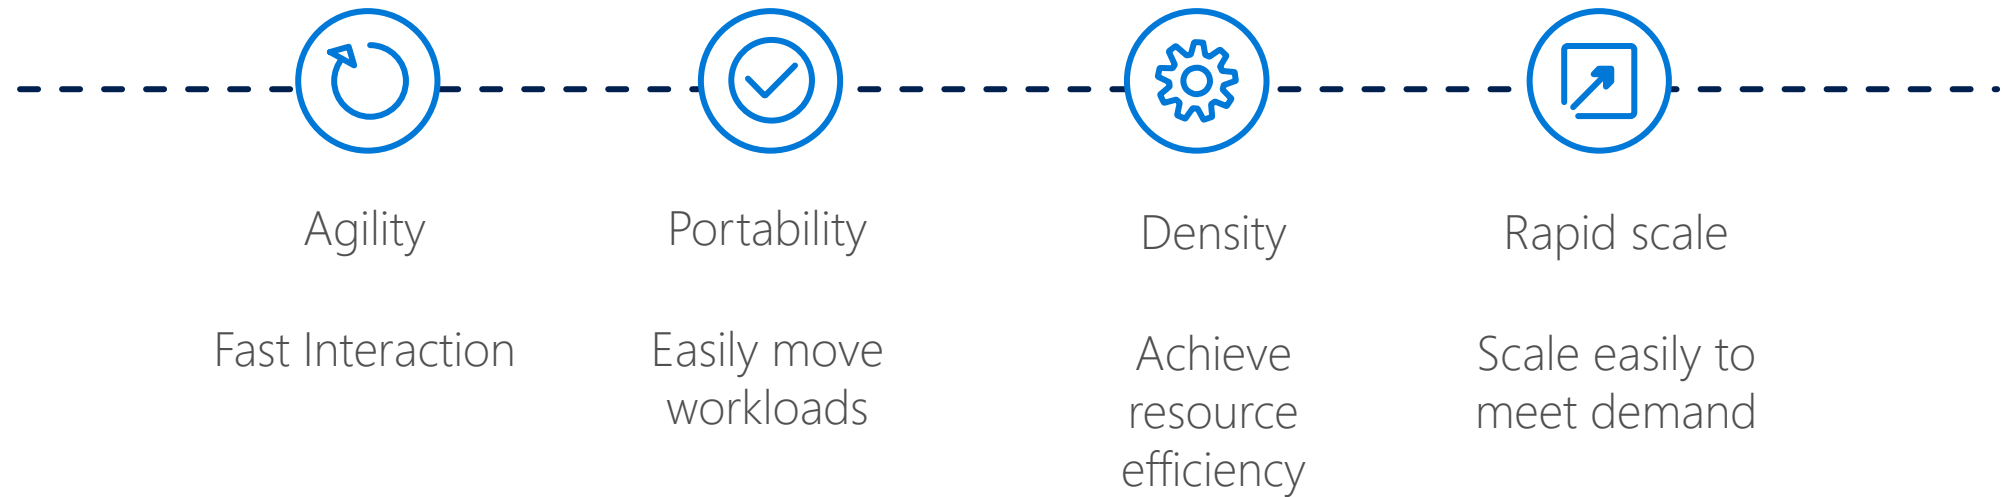 Agility
Fast Interaction
Portability
Easily move
workloads
Density
Achieve
resource
efficiency
Rapid scale
Scale easily to
meet demand